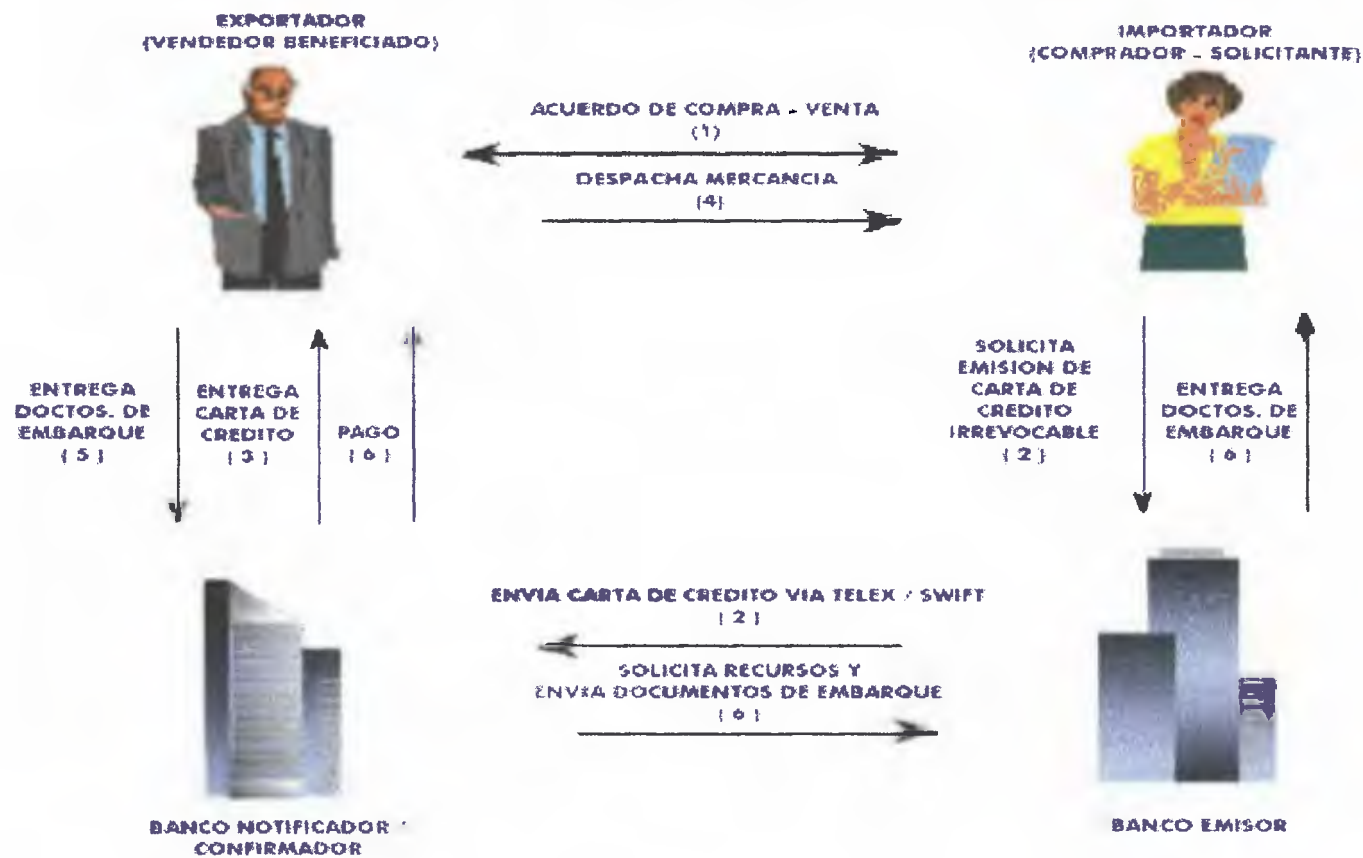 EXPORTADOR
(VENDEDOR BENEFICIADO)
IMPORTADOR
(COMPRADOR - SOLICITANTE)
ACUERDO DE COMPRA - VENTA
(1)
DESPACHA MERCANCIA
(4)
ENTREGA
DOCTOS. DE
EMBARQUE
(5)
ENTREGA
CARTA DE
CREDITO
(3)
PAGO
(6)
SOLICITA
EMISION DE
CARTA DE
CREDITO
IRREVOCABLE
(2)
ENTREGA
DOCTOS. DE
EMBARQUE
(6)
ENVIA CARTA DE CREDITO VIA TELEX / SWIFT
(2)
SOLICITA RECURSOS Y
ENVIA DOCUMENTOS DE EMBARQUE
(6)
BANCO NOTIFICADOR /
CONFIRMADOR
BANCO EMISOR